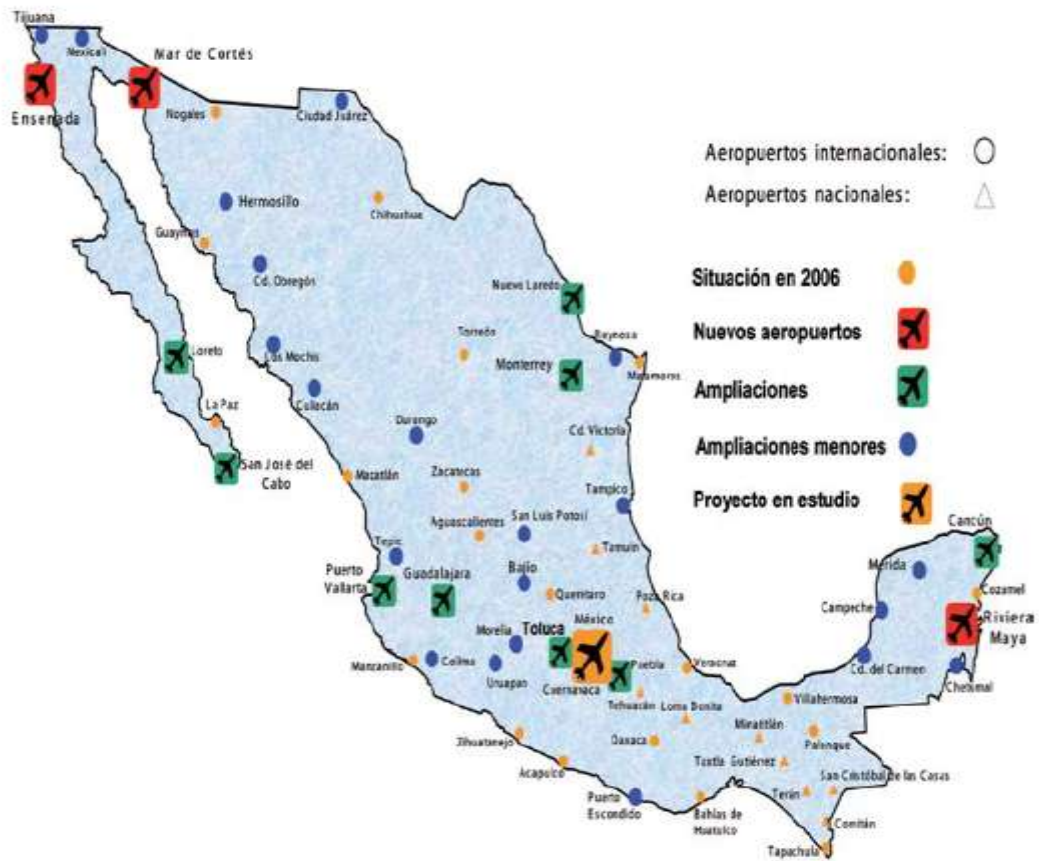 Tijuana
Nexicali
Mar de Cortés
Ensenada
Nogales
Ciudad Juárez
Aeropuertos internacionales:
Aeropuertos nacionales:
Hermosillo
Chihuahua
Guaymas
Cd. Obregón
Situación en 2006
Nuevo Laredo
Nuevos aeropuertos
Torreón
Reynosa
Loreto
Los Mochis
Monterrey
Matamoros
Ampliaciones
Culiacán
La Paz
Durango
Cd. Victoria
Ampliaciones menores
San José del
Cabo
Mazatlán
Zacatecas
Tampico
Proyecto en estudio
Aguascalientes
San Luis Potosí
Cancún
Tepic
Tamuin
Puerto
Vallarta
Guadalajara
Bajío
Mérida
Querétaro
Poza Rica
Cozamel
Campeche
Riviera
Maya
Morelia
Toluca
México
Manzanillo
Colima
Uruapan
Cuernavaca
Puebla
Veracruz
Cd. del Carmen
Chetumal
Tehuacán
Loma Bonita
Villahermosa
Jihuatanejo
Oaxaca
Minatitlán
Palenque
Acapulco
Tuxtla Gutiérrez
San Cristóbal de las Casas
Puerto
Escondido
Bahías de
Huatulco
Terán
Comitán
Tapachula